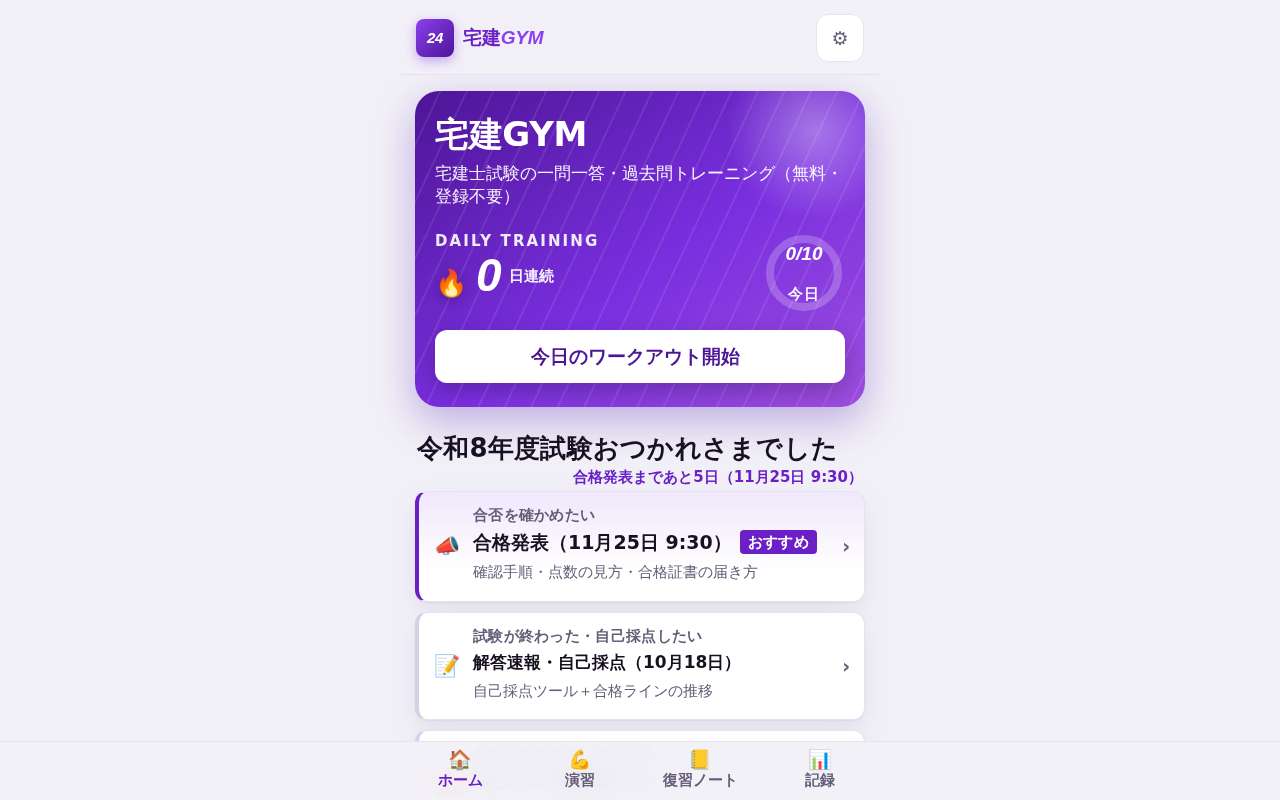 24 宅建GYM
宅建GYM
宅建士試験の一問一答・過去問トレーニング（無料・
登録不要）
DAILY TRAINING
0 日連続
0/10
今日
今日のワークアウト開始
令和8年度試験おつかれさまでした
合格発表まであと5日（11月25日 9:30）
合否を確かめたい
合格発表（11月25日 9:30） おすすめ
確認手順・点数の見方・合格証書の届き方
試験が終わった・自己採点したい
解答速報・自己採点（10月18日）
自己採点ツール＋合格ラインの推移
ホーム 演習 復習ノート 記録